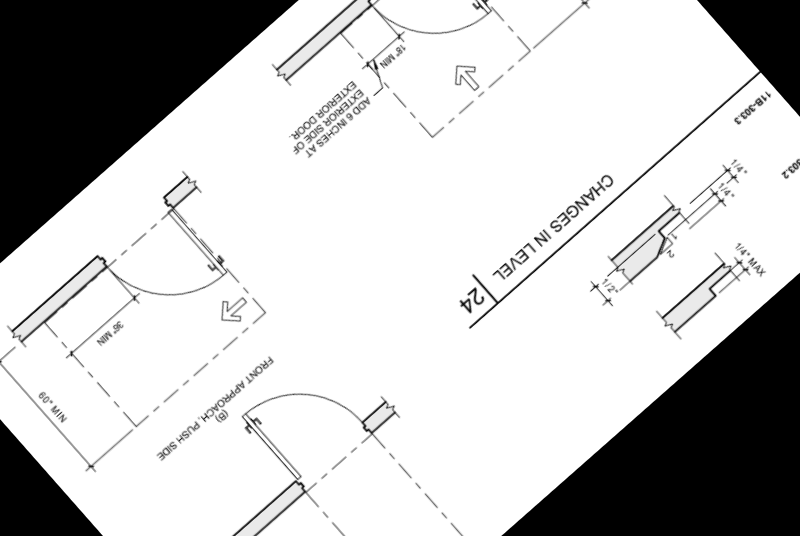 18" MIN
ADD 6 INCHES AT
EXTERIOR SIDE OF
EXTERIOR DOOR.
36" MIN
60" MIN
(B)
FRONT APPROACH, PUSH SIDE
24
CHANGES IN LEVEL
11B-303.3
303.2
1/4"
1/4"
1/2"
1
2
1/4" MAX